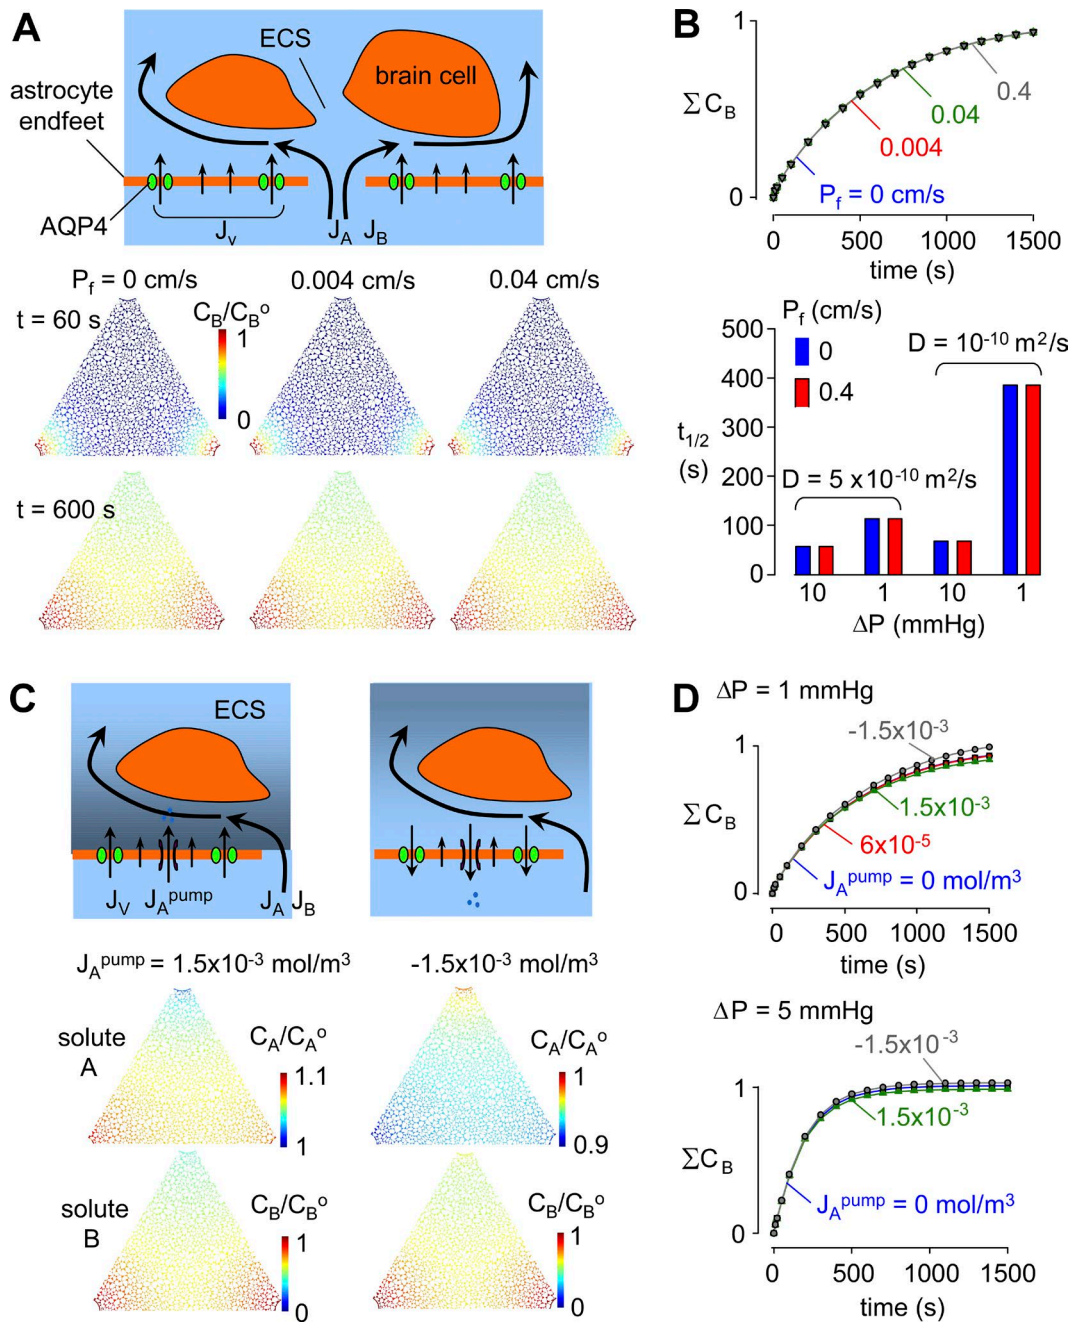 A
ECS
brain cell
astrocyte
endfeet
AQP4
Jv
JA JB
Pf = 0 cm/s 0.004 cm/s 0.04 cm/s
t = 60 s
CB/CBo
1
0
t = 600 s
B
1
ΣCB
0
0.4
0.04
0.004
Pf = 0 cm/s
0 500 1000 1500
time (s)
Pf (cm/s)
0
0.4
D = 10-10 m2/s
D = 5 x10-10 m2/s
500
400
300
200
100
0
t1/2
(s)
10 1 10 1
ΔP (mmHg)
C
ECS
JV JApump JA JB
JApump = 1.5x10-3 mol/m3 -1.5x10-3 mol/m3
solute
A
CA/CAo
1.1
1
CA/CAo
1
0.9
solute
B
CB/CBo
1
0
CB/CBo
1
0
D
ΔP = 1 mmHg
1
ΣCB
0
-1.5x10-3
1.5x10-3
6x10-5
JApump = 0 mol/m3
0 500 1000 1500
time (s)
ΔP = 5 mmHg
-1.5x10-3
1
1.5x10-3
ΣCB
JApump = 0 mol/m3
0
0 500 1000 1500
time (s)